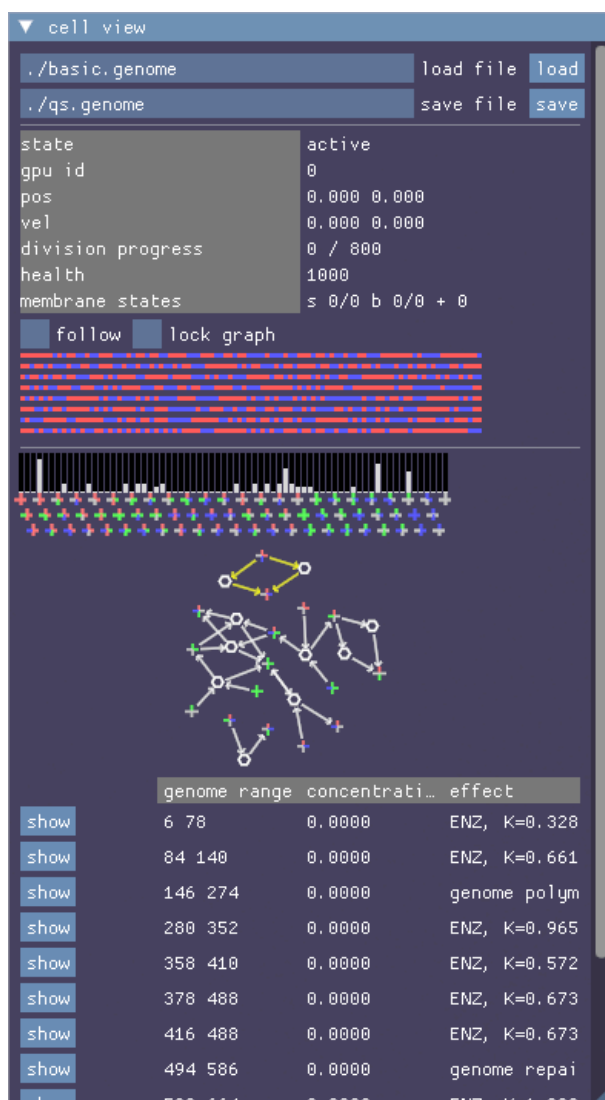 cell view
./basic.genome load file load
./qs.genome save file save
state active
gpu id 0
pos 0.000 0.000
vel 0.000 0.000
division progress 0 / 800
health 1000
membrane states s 0/0 b 0/0 + 0
follow lock graph
genome range concentrati… effect
show 6 78 0.0000 ENZ, K=0.328
show 84 140 0.0000 ENZ, K=0.661
show 146 274 0.0000 genome polym
show 280 352 0.0000 ENZ, K=0.965
show 358 410 0.0000 ENZ, K=0.572
show 378 488 0.0000 ENZ, K=0.673
show 416 488 0.0000 ENZ, K=0.673
show 494 586 0.0000 genome repai
show